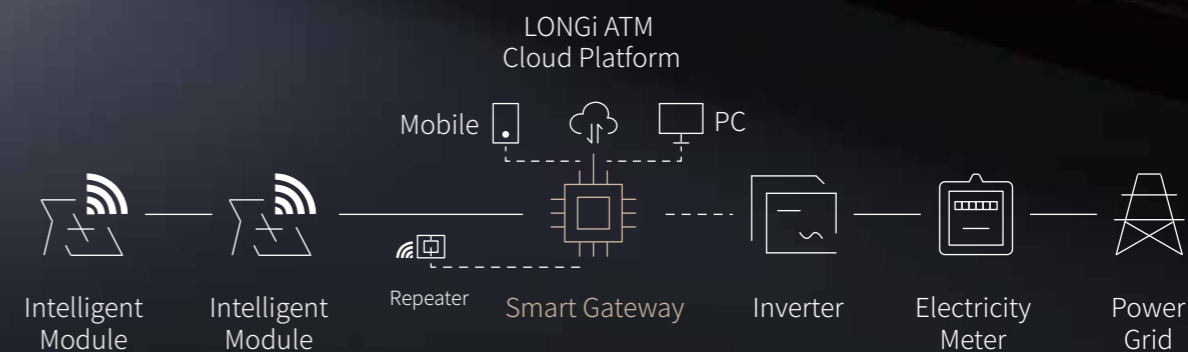 LONGi ATM
Cloud Platform
Mobile
PC
Intelligent
Module
Intelligent
Module
Repeater
Smart Gateway
Inverter
Electricity
Meter
Power
Grid